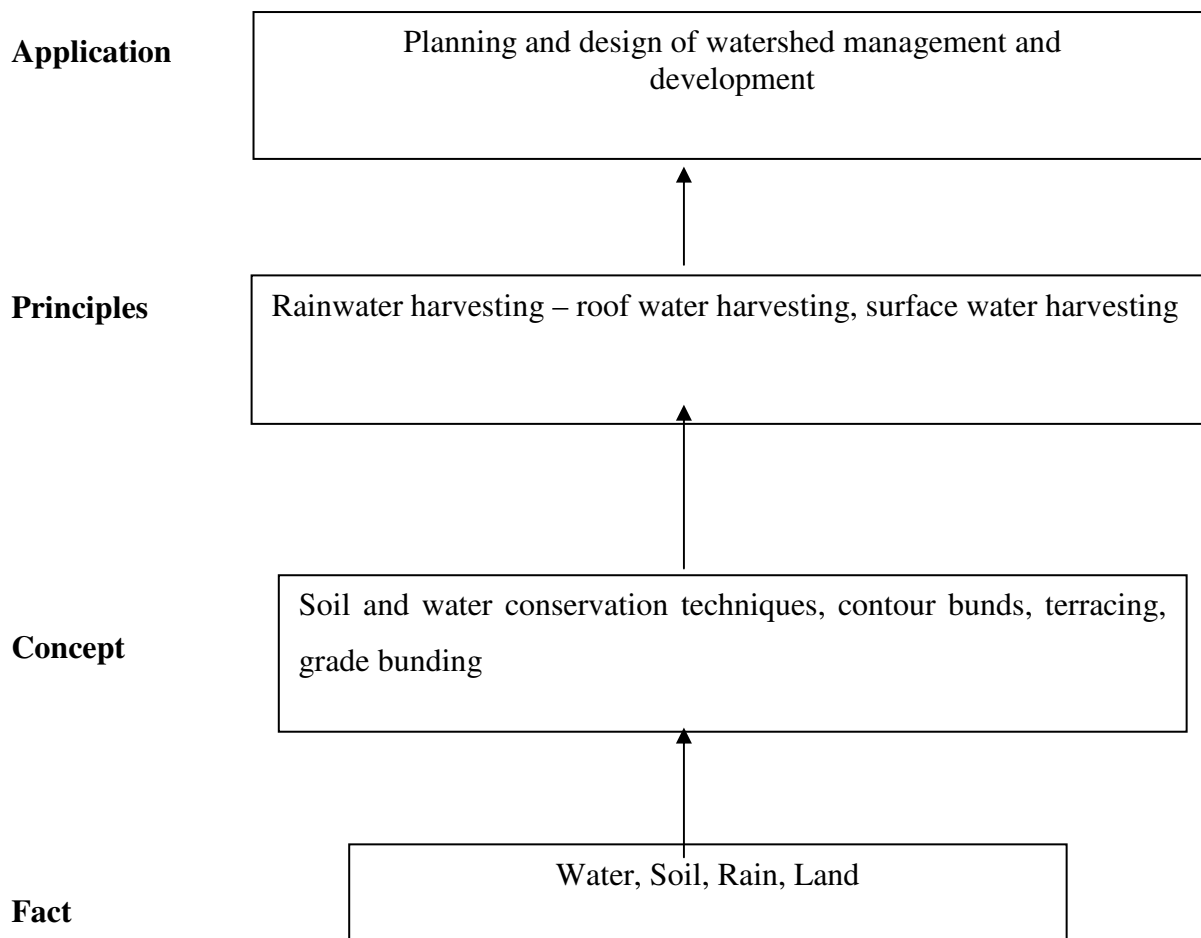 Application
Planning and design of watershed management and
development
Principles
Rainwater harvesting – roof water harvesting, surface water harvesting
Soil and water conservation techniques, contour bunds, terracing,
Concept
grade bunding
Water, Soil, Rain, Land
Fact